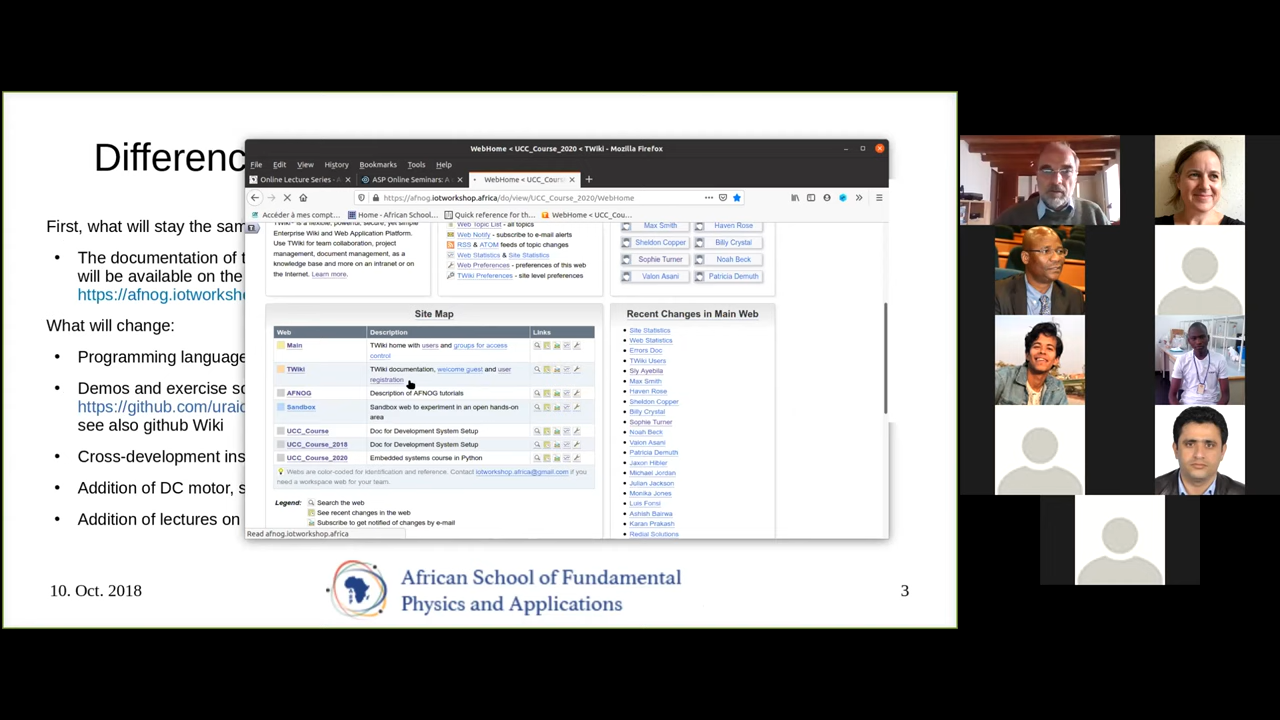 Differenc
First, what will stay the sam
• The documentation of t
will be available on the
https://afnog.iotworksho
What will change:
• Programming language
• Demos and exercise so
https://github.com/uraic
see also github Wiki
• Cross-development ins
• Addition of DC motor, s
• Addition of lectures on
10. Oct. 2018
African School of Fundamental
Physics and Applications
3
WebHome < UCC_Course_2020 < TWiki - Mozilla Firefox
File Edit View History Bookmarks Tools Help
Online Lecture Series - A
ASP Online Seminars: A
WebHome < UCC_Cours
https://afnog.iotworkshop.africa/do/view/UCC_Course_2020/WebHome
Accéder à mes compt...
Home - African School...
Quick reference for th...
WebHome < UCC_Cou...
Enterprise Wiki and Web Application Platform.
Use TWiki for team collaboration, project
management, document management, as a
knowledge base and more on an intranet or on
the Internet. Learn more.
Web Topic List - all topics
Web Notify - subscribe to e-mail alerts
RSS & ATOM feeds of topic changes
Web Statistics & Site Statistics
Web Preferences - preferences of this web
TWiki Preferences - site level preferences
Max Smith Haven Rose
Sheldon Copper Billy Crystal
Sophie Turner Noah Beck
Valon Asani Patricia Demuth
Site Map
Web Description Links
Main TWiki home with users and groups for access
control
TWiki TWiki documentation, welcome guest and user
registration
AFNOG Description of AFNOG tutorials
Sandbox Sandbox web to experiment in an open hands-on
area
UCC_Course Doc for Development System Setup
UCC_Course_2018 Doc for Development System Setup
UCC_Course_2020 Embedded systems course in Python
Webs are color-coded for identification and reference. Contact iotworkshop.africa@gmail.com if you
need a workspace web for your team.
Legend: Search the web
See recent changes in the web
Subscribe to get notified of changes by e-mail
Read afnog.iotworkshop.africa
Recent Changes in Main Web
• Site Statistics
• Web Statistics
• Errors Doc
• TWiki Users
• Sly Ayebila
• Max Smith
• Haven Rose
• Sheldon Copper
• Billy Crystal
• Sophie Turner
• Noah Beck
• Valon Asani
• Patricia Demuth
• Jaxon Hibler
• Michael Jordan
• Julian Jackson
• Monika Jones
• Luis Fonsi
• Ashish Bairwa
• Karan Prakash
• Redial Solutions